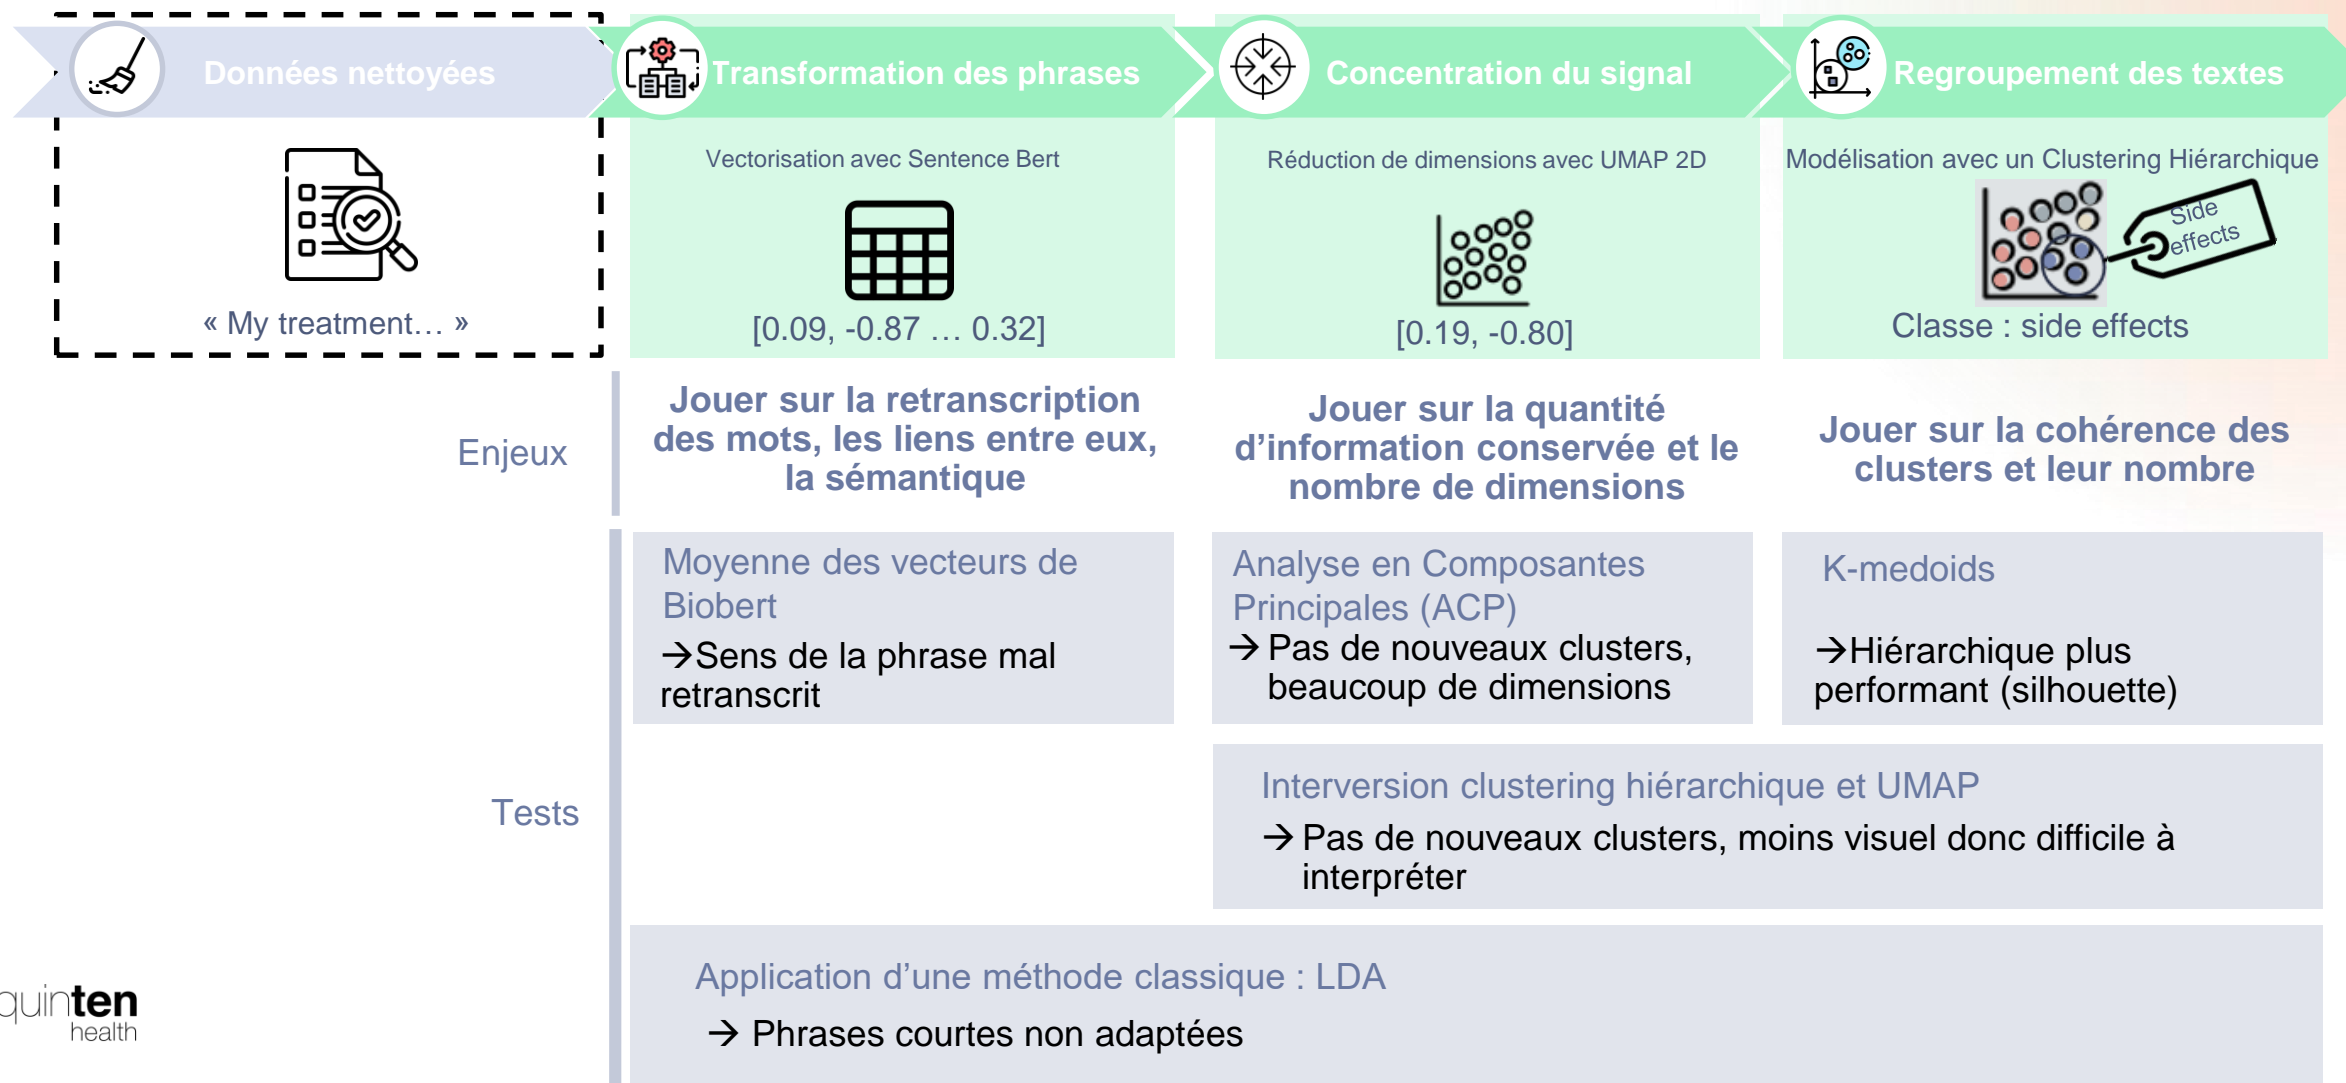 Données nettoyées
Transformation des phrases
Concentration du signal
Regroupement des textes
« My treatment… »
Vectorisation avec Sentence Bert
[0.09, -0.87 … 0.32]
Réduction de dimensions avec UMAP 2D
[0.19, -0.80]
Modélisation avec un Clustering Hiérarchique
Side
effects
Classe : side effects
Enjeux
Jouer sur la retranscription
des mots, les liens entre eux,
la sémantique
Jouer sur la quantité
d’information conservée et le
nombre de dimensions
Jouer sur la cohérence des
clusters et leur nombre
Tests
Moyenne des vecteurs de
Biobert
→Sens de la phrase mal
retranscrit
Analyse en Composantes
Principales (ACP)
→ Pas de nouveaux clusters,
beaucoup de dimensions
K-medoids
→Hiérarchique plus
performant (silhouette)
Interversion clustering hiérarchique et UMAP
→ Pas de nouveaux clusters, moins visuel donc difficile à
interpréter
Application d’une méthode classique : LDA
→ Phrases courtes non adaptées
quinten
health